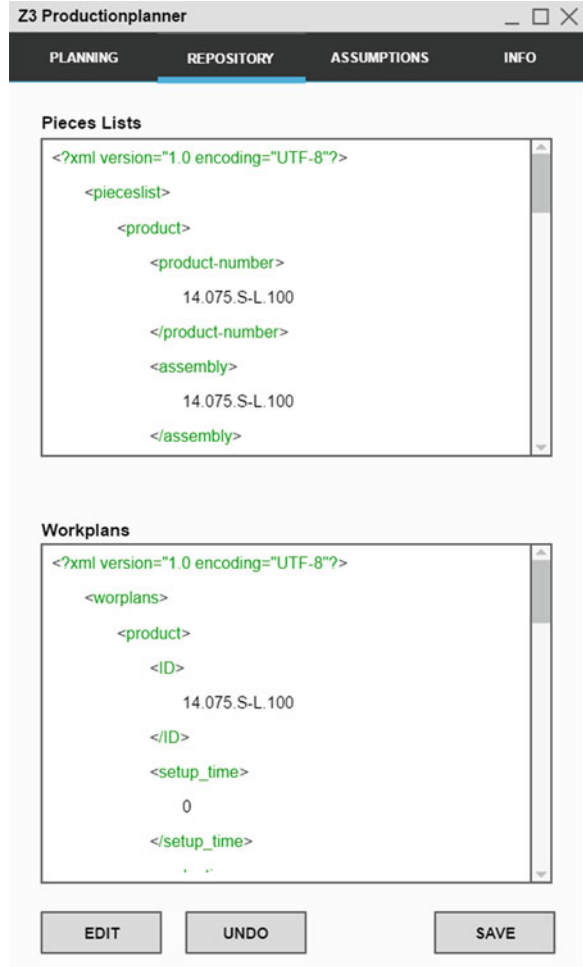 Z3 Productionplanner
PLANNING REPOSITORY ASSUMPTIONS INFO
Pieces Lists
<?xml version="1.0 encoding="UTF-8"?>
<pieceslist>
<product>
<product-number>
14.075.S-L.100
</product-number>
<assembly>
14.075.S-L.100
</assembly>
Workplans
<?xml version="1.0 encoding="UTF-8"?>
<worplans>
<product>
<ID>
14.075.S-L.100
</ID>
<setup_time>
0
</setup_time>
EDIT UNDO SAVE